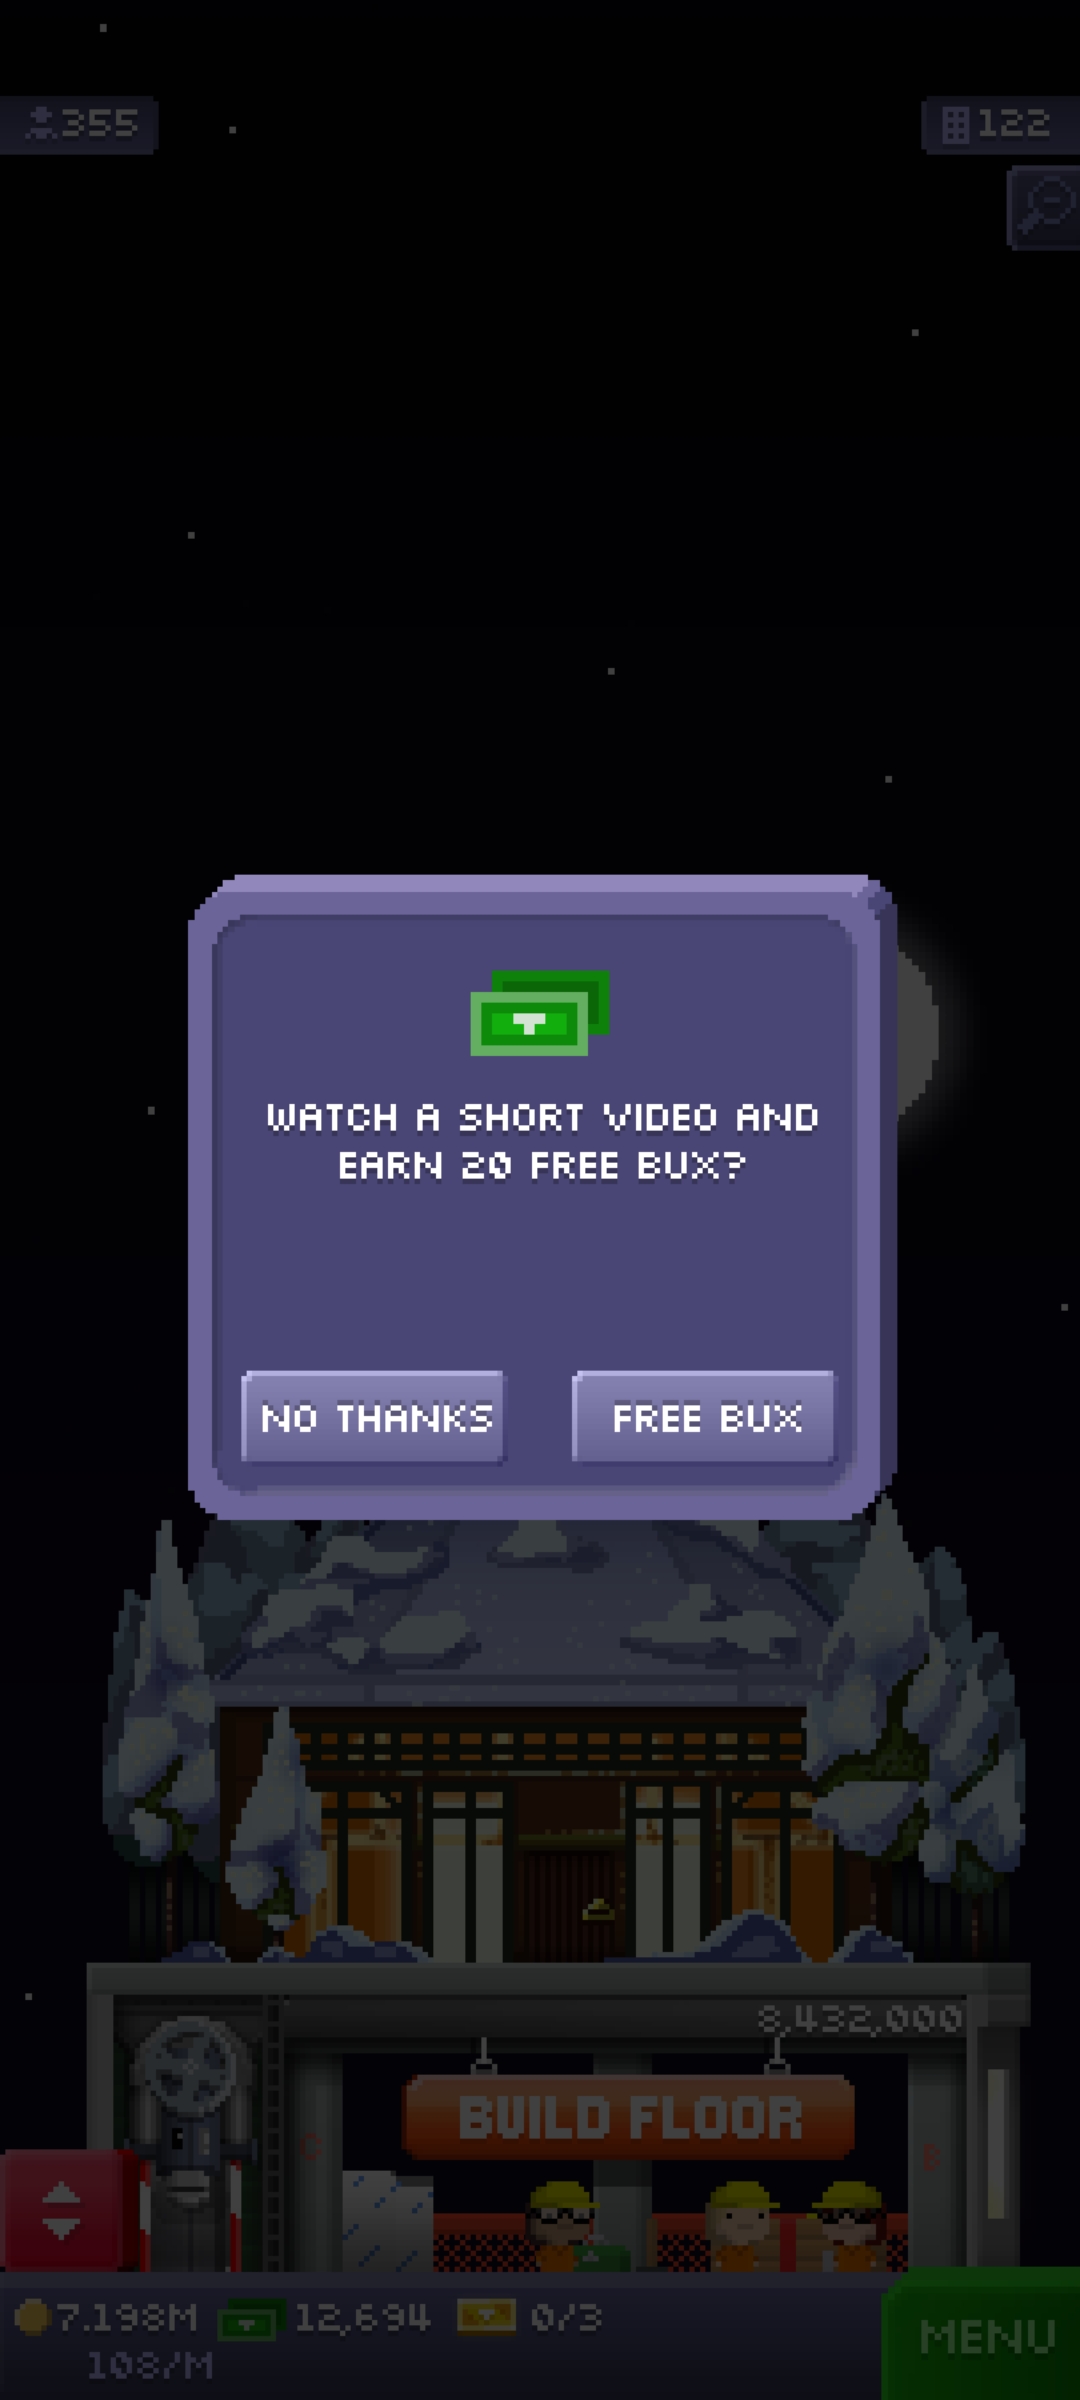 355
122
WATCH A SHORT VIDEO AND
EARN 20 FREE BUX?
NO THANKS
FREE BUX
8,432,000
BUILD FLOOR
7.198M
12,694
0/3
108/M
MENU